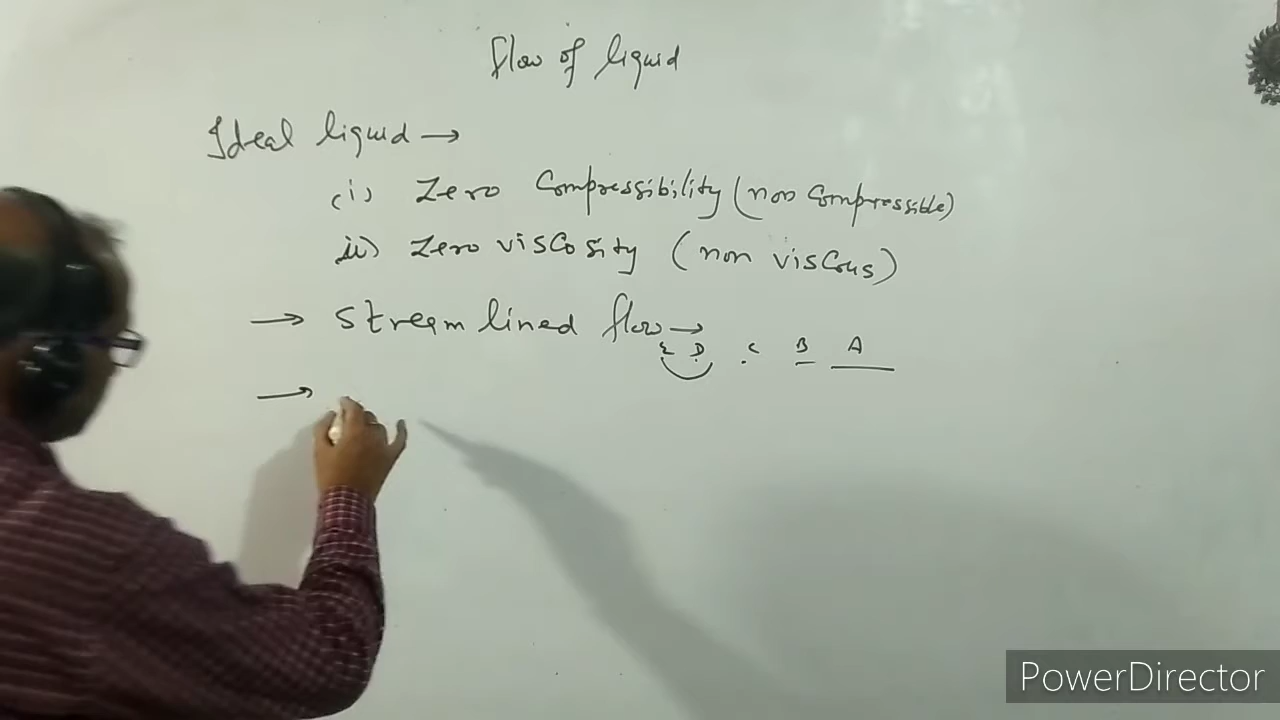 flow of liquid
Ideal liquid →
(i) Zero Compressibility (non Compressible)
ii) Zero viscosity (non viscous)
→ Streamlined flow →
E D C B A
→
PowerDirector